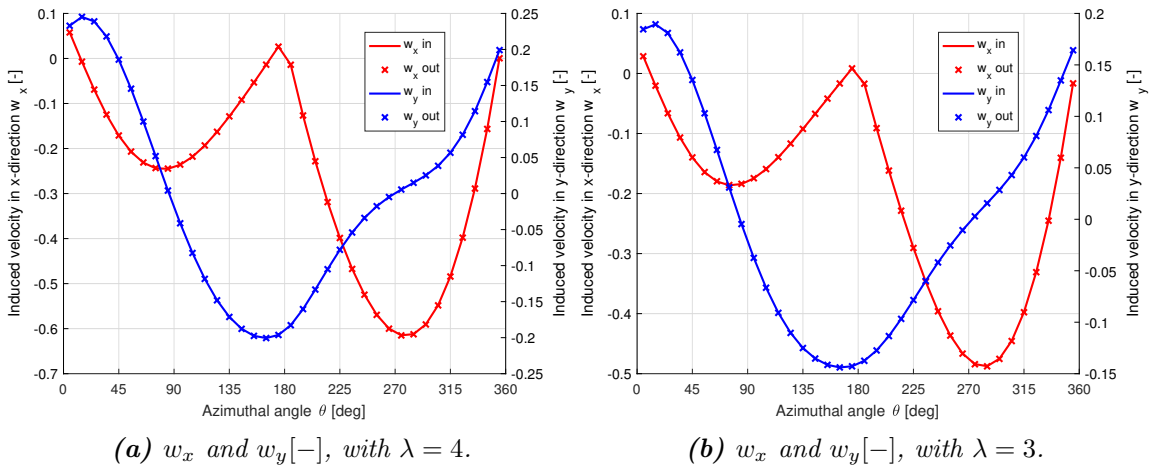 0.1
0
-0.1
-0.2
-0.3
-0.4
-0.5
-0.6
-0.7
Induced velocity in x-direction w_x [-]
0.25
0.2
0.15
0.1
0.05
0
-0.05
-0.1
-0.15
-0.2
-0.25
Induced velocity in y-direction w_y [-]
w_x in
w_x out
w_y in
w_y out
0 45 90 135 180 225 270 315 360
Azimuthal angle θ [deg]
(a) w_x and w_y[−], with λ = 4.
0.1
0
-0.1
-0.2
-0.3
-0.4
-0.5
Induced velocity in x-direction w_x [-]
0.2
0.15
0.1
0.05
0
-0.05
-0.1
-0.15
Induced velocity in y-direction w_y [-]
w_x in
w_x out
w_y in
w_y out
0 45 90 135 180 225 270 315 360
Azimuthal angle θ [deg]
(b) w_x and w_y[−], with λ = 3.